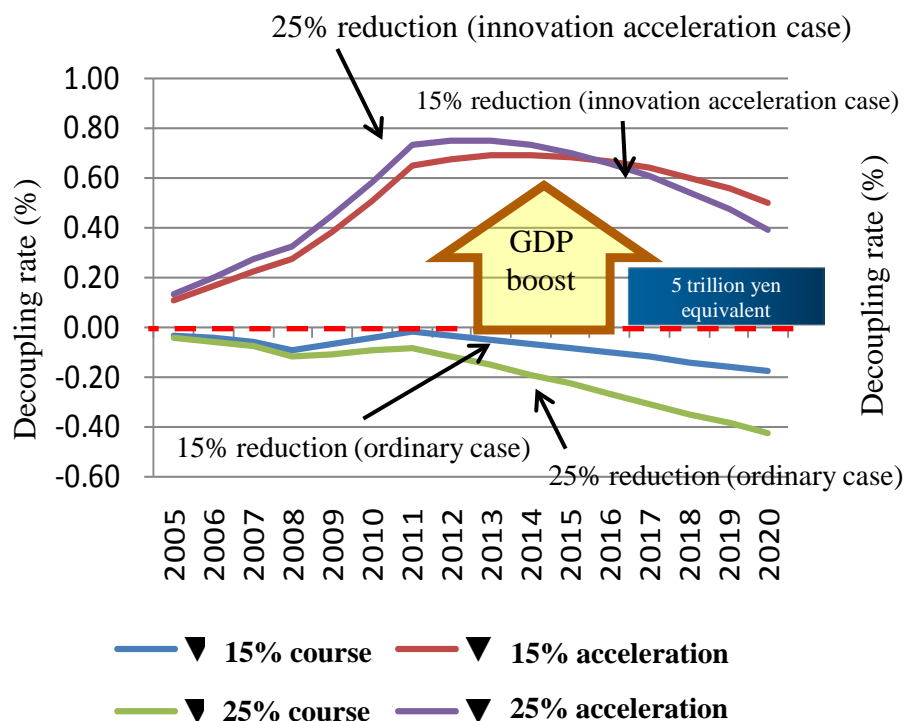 25% reduction (innovation acceleration case)
15% reduction (innovation acceleration case)
Decoupling rate (%)
1.00
0.80
0.60
0.40
0.20
0.00
-0.20
-0.40
-0.60
GDP
boost
5 trillion yen
equivalent
Decoupling rate (%)
15% reduction (ordinary case)
25% reduction (ordinary case)
2005
2006
2007
2008
2009
2010
2011
2012
2013
2014
2015
2016
2017
2018
2019
2020
▼ 15% course
▼ 15% acceleration
▼ 25% course
▼ 25% acceleration